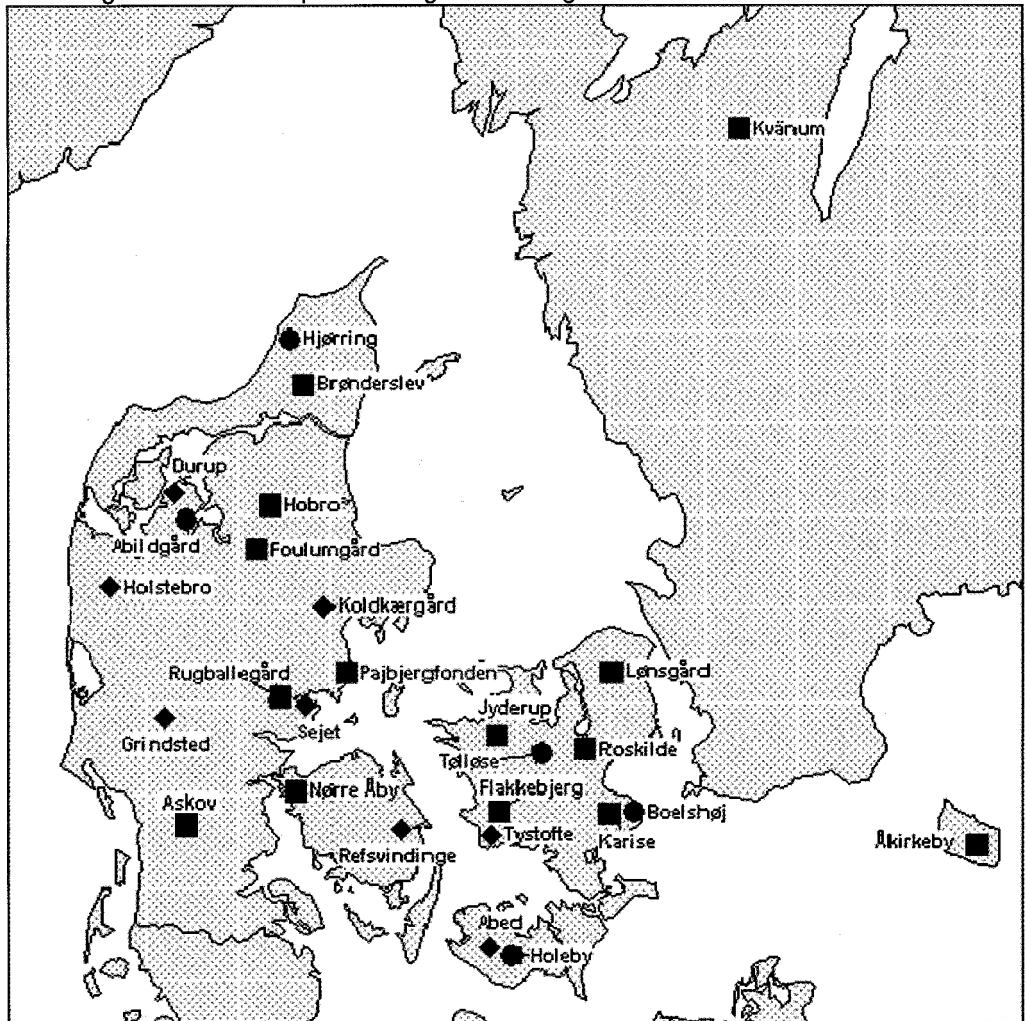 Kvänum
Hjørring
Brønderslev
Durup
Hobro
Abildgård
Foulumgård
Holstebro
Koldkærgård
Rugballegård
Pajbjergfonden
Lønsgård
Jyderup
Sejet
Grindsted
Tølløse
Roskilde
Nørre Åby
Flakkebjerg
Askov
Boelshøj
Tystofte
Karise
Åkirkeby
Refsvindinge
Abed
Holeby